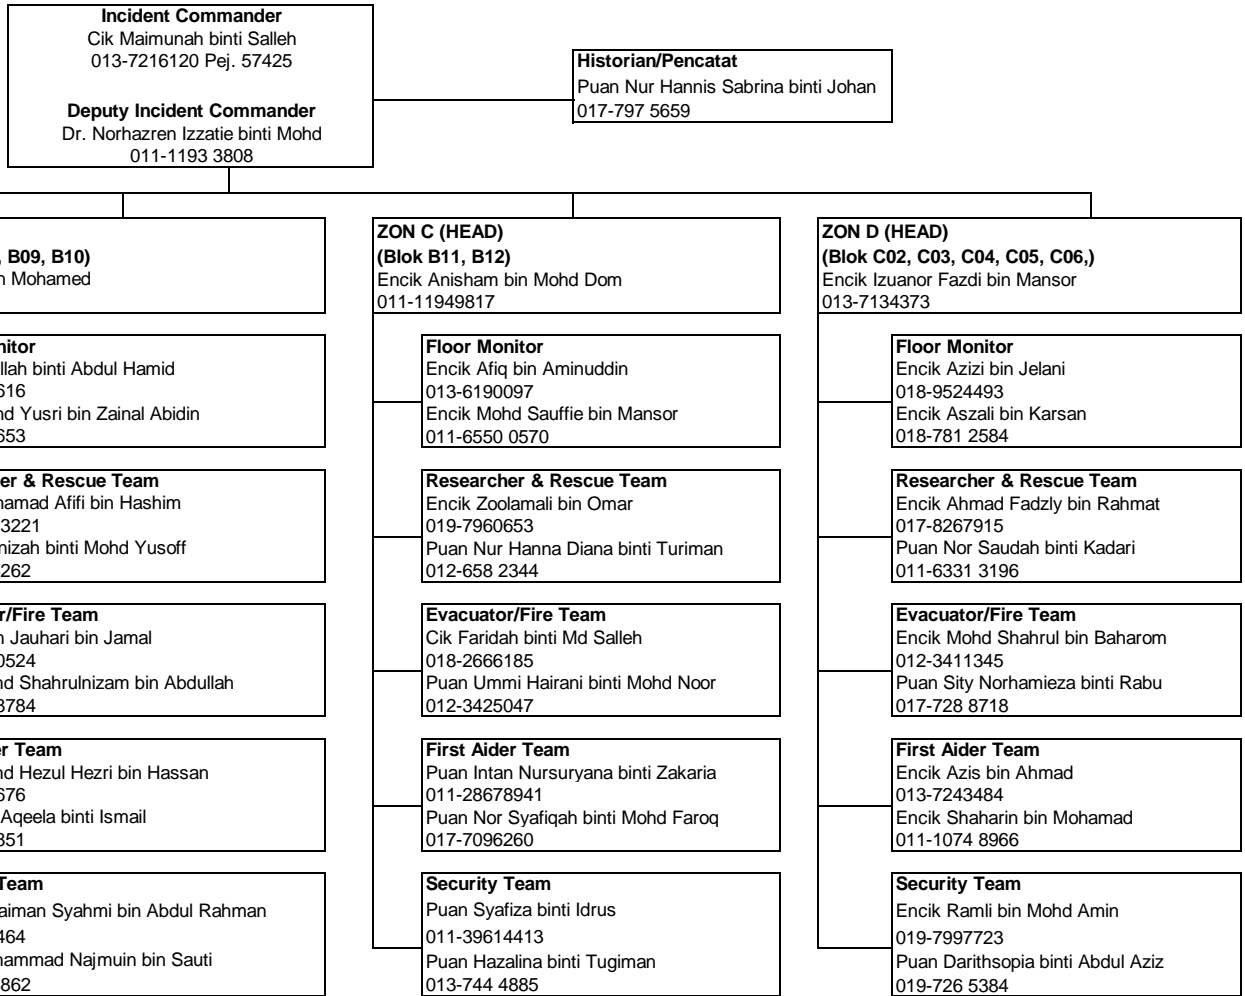 Incident Commander
Cik Maimunah binti Salleh
013-7216120 Pej. 57425
Deputy Incident Commander
Dr. Norhazren Izzatie binti Mohd
011-1193 3808
Historian/Pencatat
Puan Nur Hannis Sabrina binti Johan
017-797 5659
, B09, B10)
Mohamed
binti Abdul Hamid
616
Yusri bin Zainal Abidin
653
& Rescue Team
Afifi bin Hashim
3221
binti Mohd Yusoff
262
/Fire Team
Jauhari bin Jamal
0524
Shahrulnizam bin Abdullah
3784
Team
Hezul Hezri bin Hassan
676
Aqeela binti Ismail
351
Team
Syahmi bin Abdul Rahman
464
Najmuin bin Sauti
862
ZON C (HEAD)
(Blok B11, B12)
Encik Anisham bin Mohd Dom
011-11949817
Floor Monitor
Encik Afiq bin Aminuddin
013-6190097
Encik Mohd Sauffie bin Mansor
011-6550 0570
Researcher & Rescue Team
Encik Zoolamali bin Omar
019-7960653
Puan Nur Hanna Diana binti Turiman
012-658 2344
Evacuator/Fire Team
Cik Faridah binti Md Salleh
018-2666185
Puan Ummi Hairani binti Mohd Noor
012-3425047
First Aider Team
Puan Intan Nursuryana binti Zakaria
011-28678941
Puan Nor Syafiqah binti Mohd Faroq
017-7096260
Security Team
Puan Syafiza binti Idrus
011-39614413
Puan Hazalina binti Tugiman
013-744 4885
ZON D (HEAD)
(Blok C02, C03, C04, C05, C06,)
Encik Izuanor Fazdi bin Mansor
013-7134373
Floor Monitor
Encik Azizi bin Jelani
018-9524493
Encik Aszali bin Karsan
018-781 2584
Researcher & Rescue Team
Encik Ahmad Fadzly bin Rahmat
017-8267915
Puan Nor Saudah binti Kadari
011-6331 3196
Evacuator/Fire Team
Encik Mohd Shahrul bin Baharom
012-3411345
Puan Sity Norhamieza binti Rabu
017-728 8718
First Aider Team
Encik Azis bin Ahmad
013-7243484
Encik Shaharin bin Mohamad
011-1074 8966
Security Team
Encik Ramli bin Mohd Amin
019-7997723
Puan Darithsopia binti Abdul Aziz
019-726 5384